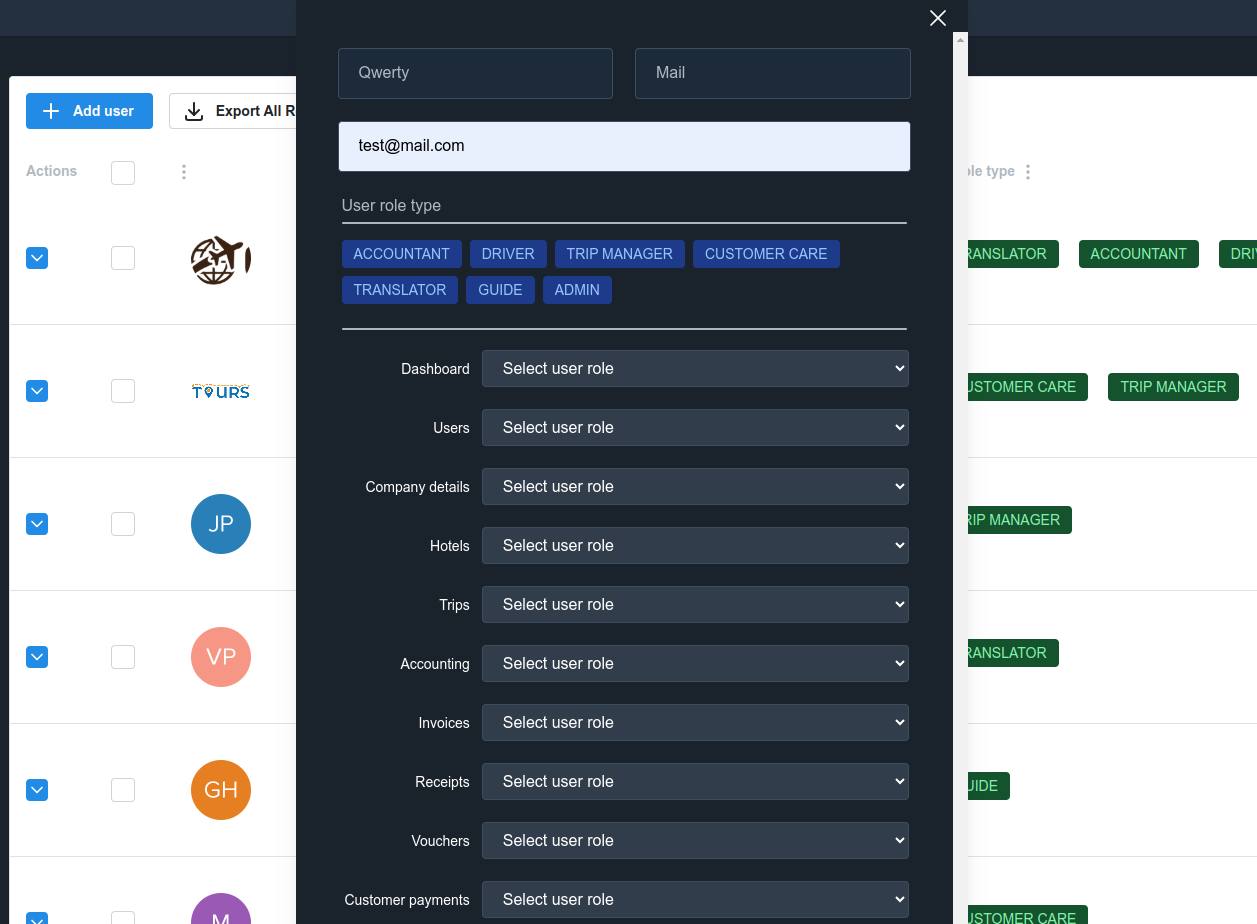 Qwerty
Mail
test@mail.com
Add user
Export All R
Actions
User role type
ole type
ACCOUNTANT DRIVER TRIP MANAGER CUSTOMER CARE
TRANSLATOR GUIDE ADMIN
RANSLATOR ACCOUNTANT DRI
Dashboard Select user role
TOURS
USTOMER CARE TRIP MANAGER
Users Select user role
Company details Select user role
JP
RIP MANAGER
Hotels Select user role
Trips Select user role
VP
RANSLATOR
Accounting Select user role
Invoices Select user role
Receipts Select user role
GH
UIDE
Vouchers Select user role
Customer payments Select user role
M
USTOMER CARE